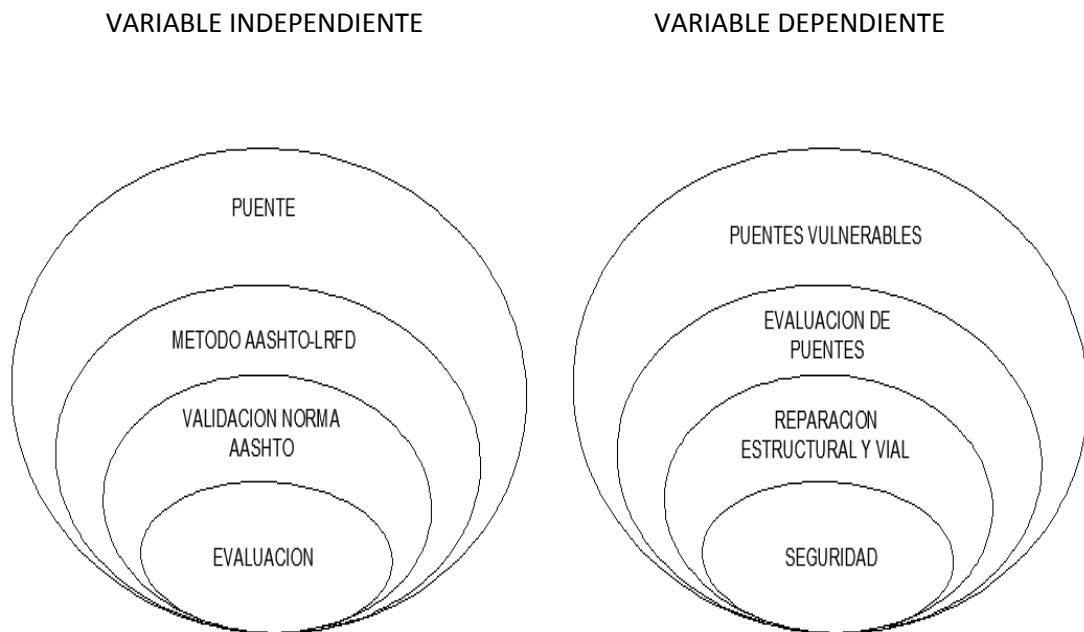 VARIABLE INDEPENDIENTE
PUENTE
METODO AASHTO-LRFD
VALIDACION NORMA
AASHTO
EVALUACION
VARIABLE DEPENDIENTE
PUENTES VULNERABLES
EVALUACION DE
PUENTES
REPARACION
ESTRUCTURAL Y VIAL
SEGURIDAD